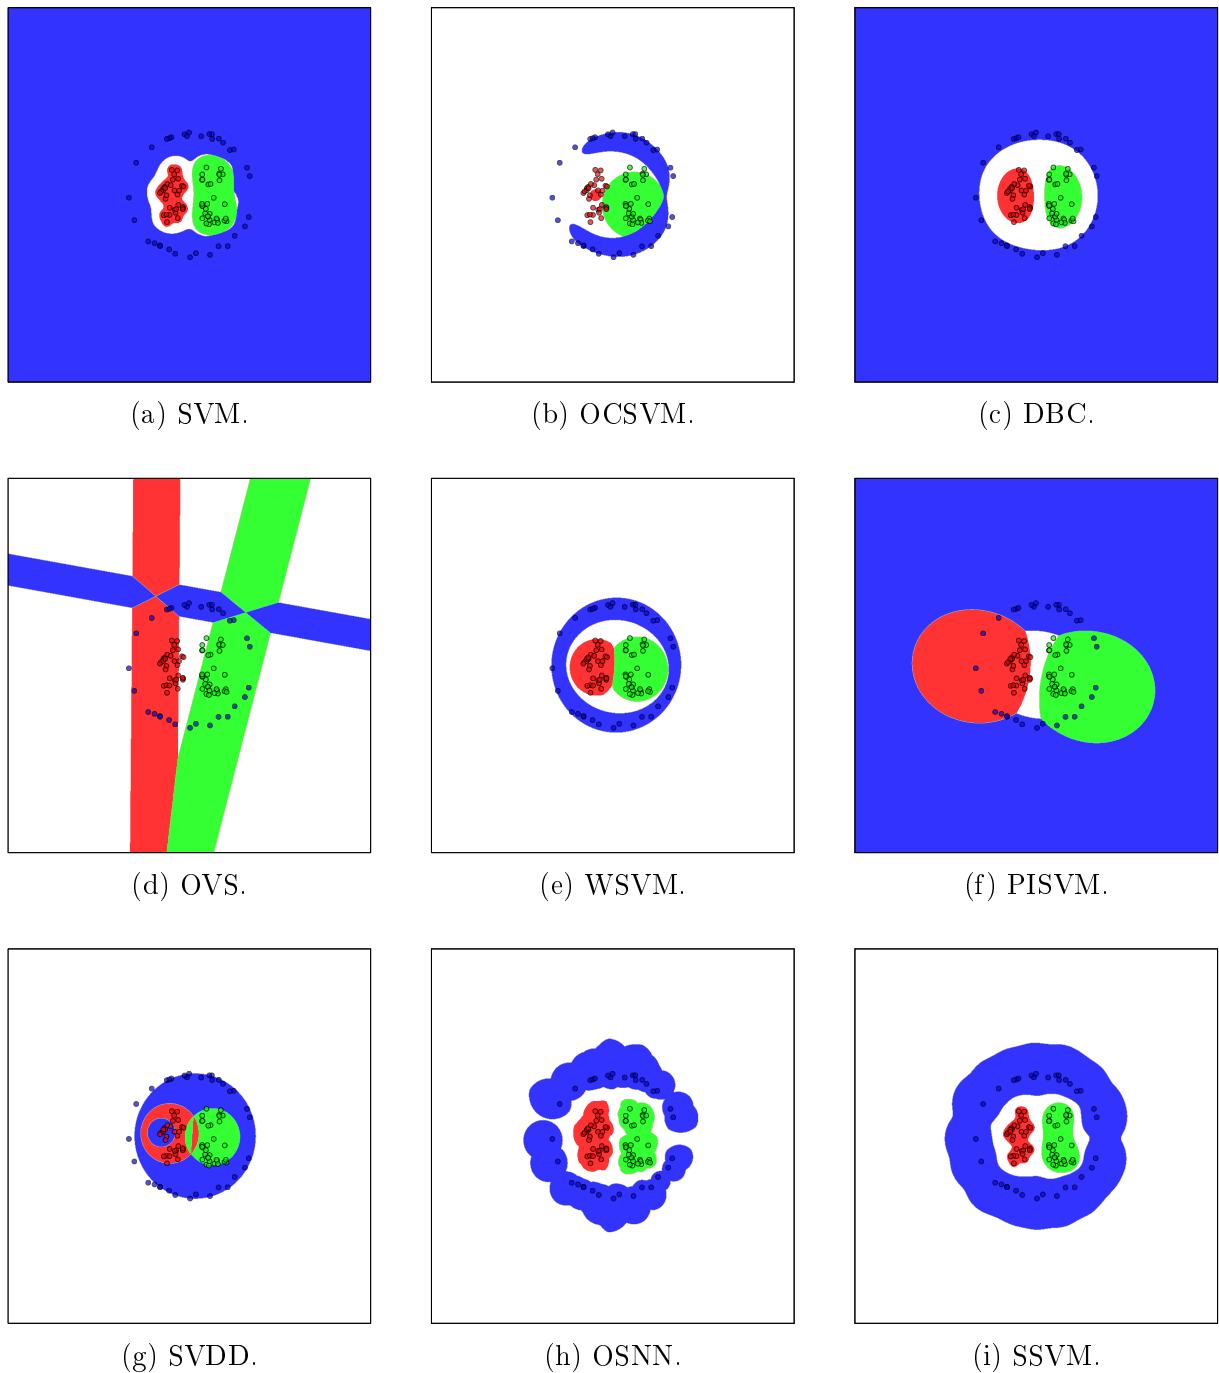 (a) SVM.
(b) OCSVM.
(c) DBC.
(d) OVS.
(e) WSVM.
(f) PISVM.
(g) SVDD.
(h) OSNN.
(i) SSVM.